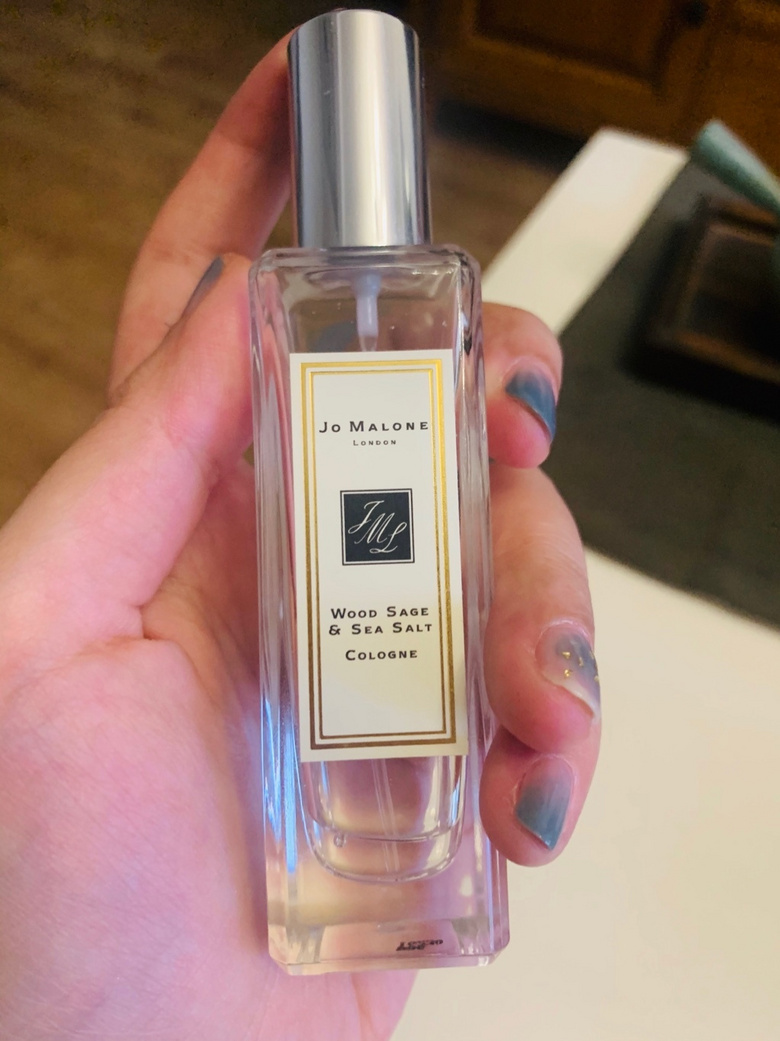 Jo Malone
London
JML
Wood Sage
& Sea Salt
Cologne